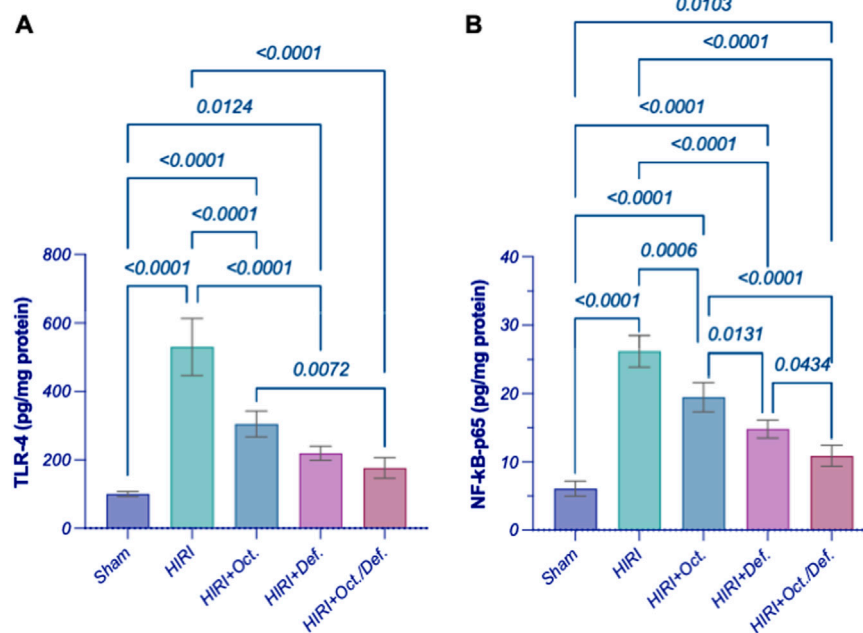 A
<0.0001
0.0124
<0.0001
<0.0001
<0.0001
<0.0001
0.0072
TLR-4 (pg/mg protein)
800
600
400
200
0
Sham
HIRI
HIRI+Oct.
HIRI+Def.
HIRI+Oct./Def.
B
0.0103
<0.0001
<0.0001
<0.0001
<0.0001
0.0006
<0.0001
<0.0001
0.0131
0.0434
NF-kB-p65 (pg/mg protein)
40
30
20
10
0
Sham
HIRI
HIRI+Oct.
HIRI+Def.
HIRI+Oct./Def.